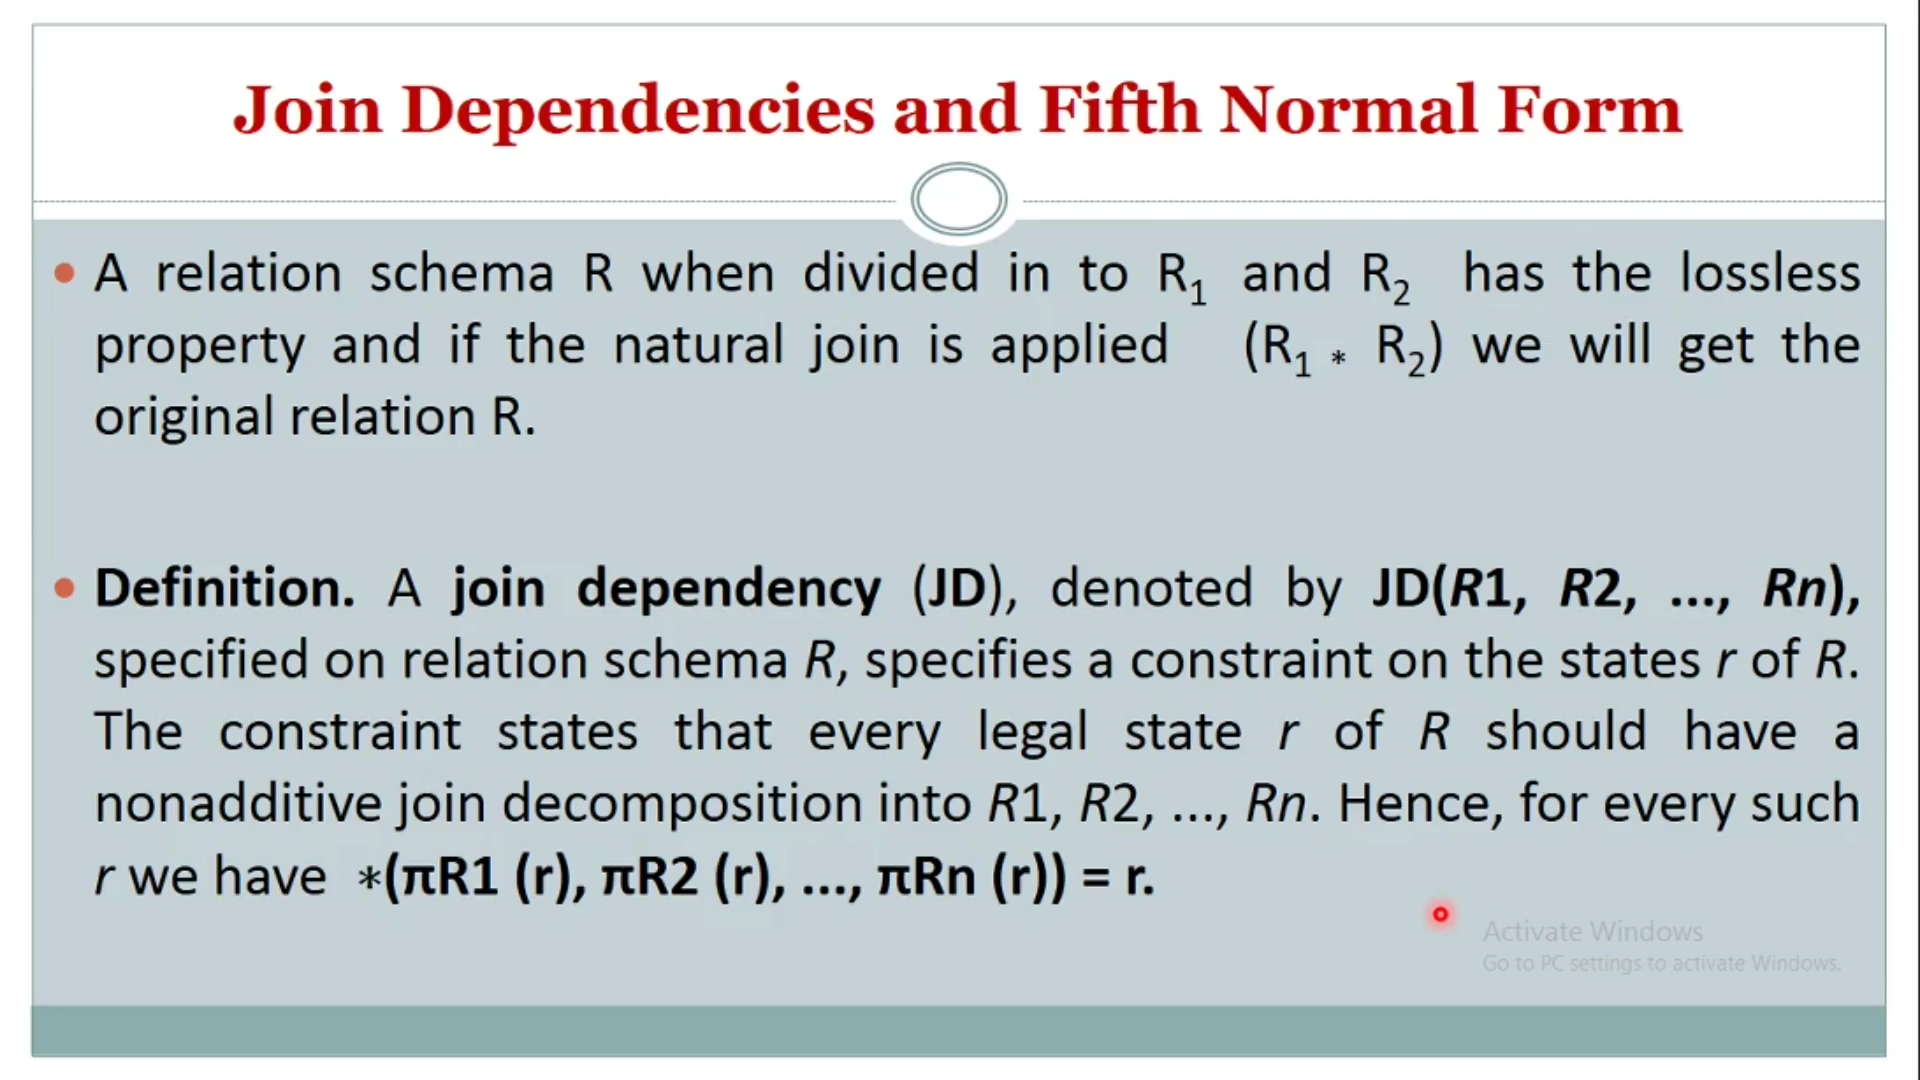 Join Dependencies and Fifth Normal Form
• A relation schema R when divided in to R₁ and R₂ has the lossless
property and if the natural join is applied (R₁ * R₂) we will get the
original relation R.
• Definition. A join dependency (JD), denoted by JD(R1, R2, ..., Rn),
specified on relation schema R, specifies a constraint on the states r of R.
The constraint states that every legal state r of R should have a
nonadditive join decomposition into R1, R2, ..., Rn. Hence, for every such
r we have *(πR1 (r), πR2 (r), ..., πRn (r)) = r.
Activate Windows
Go to PC settings to activate Windows.